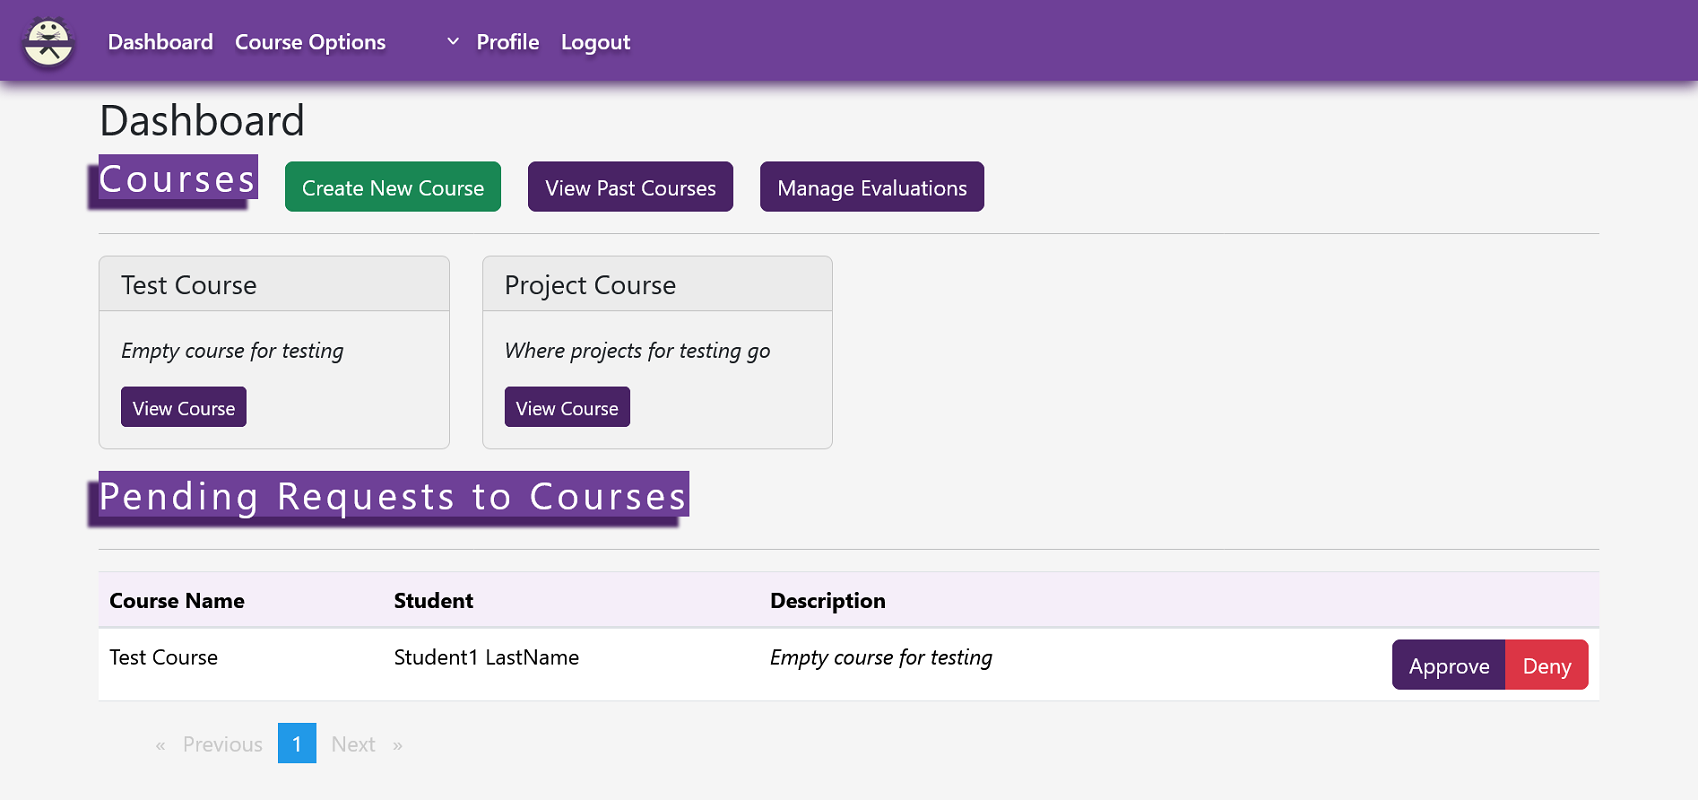 Dashboard Course Options Profile Logout
Dashboard
Courses Create New Course View Past Courses Manage Evaluations
Test Course Project Course
Empty course for testing Where projects for testing go
View Course View Course
Pending Requests to Courses
Course Name Student Description
Test Course Student1 LastName Empty course for testing Approve Deny
« Previous 1 Next »